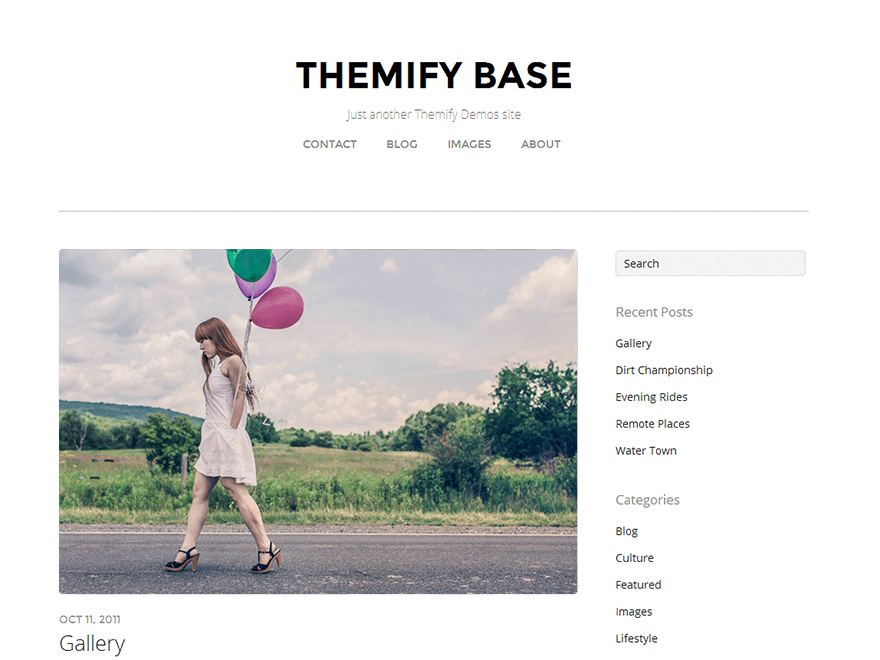 THEMIFY BASE
Just another Themify Demos site
CONTACT BLOG IMAGES ABOUT
Search
Recent Posts
Gallery
Dirt Championship
Evening Rides
Remote Places
Water Town
Categories
Blog
Culture
Featured
Images
Lifestyle
OCT 11, 2011
Gallery